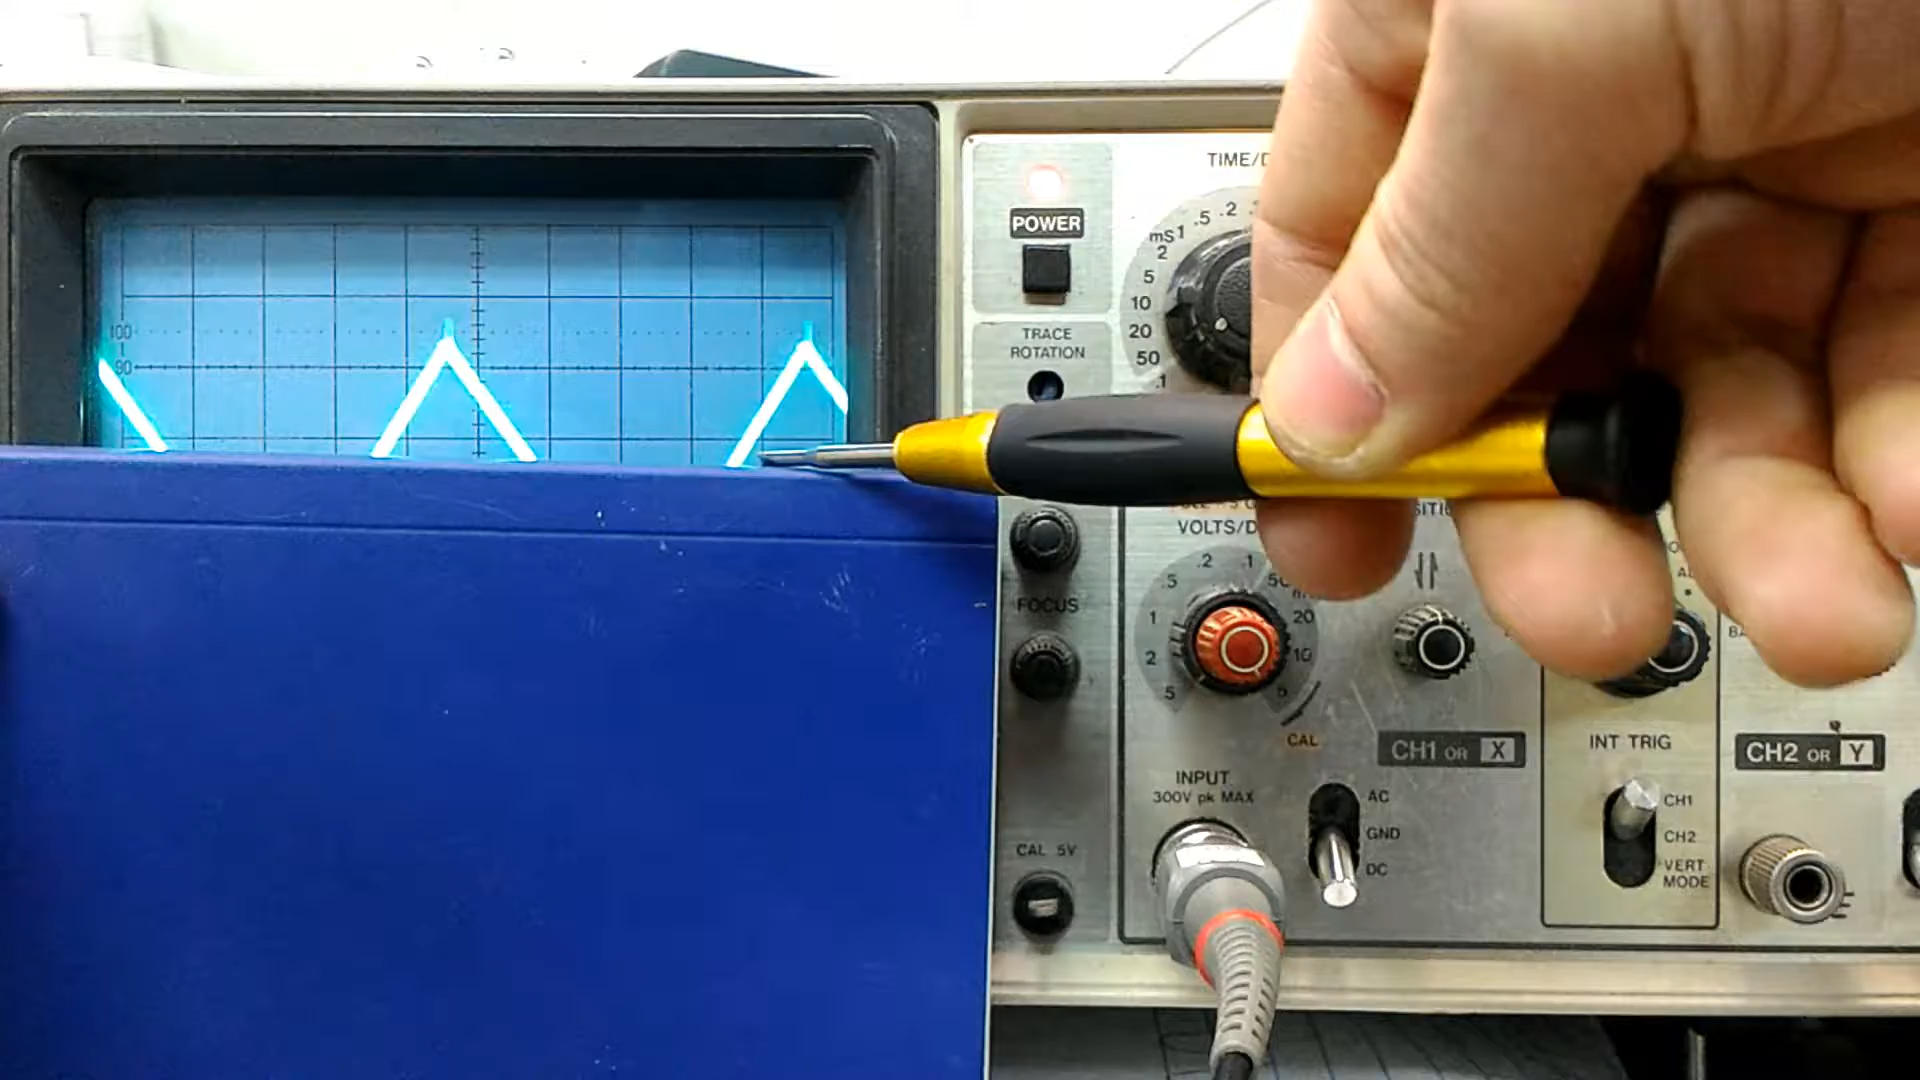 TIME/D
.5 .2
mS 1
2
5
10
20
50
.1
POWER
100
90
TRACE
ROTATION
VOLTS/D
.2 .1
.5
1
20
2
10
5
5
FOCUS
CAL
CH1 OR X
INPUT
300V pk MAX
AC
GND
DC
CAL 5V
INT TRIG
CH1
CH2
VERT
MODE
CH2 OR Y